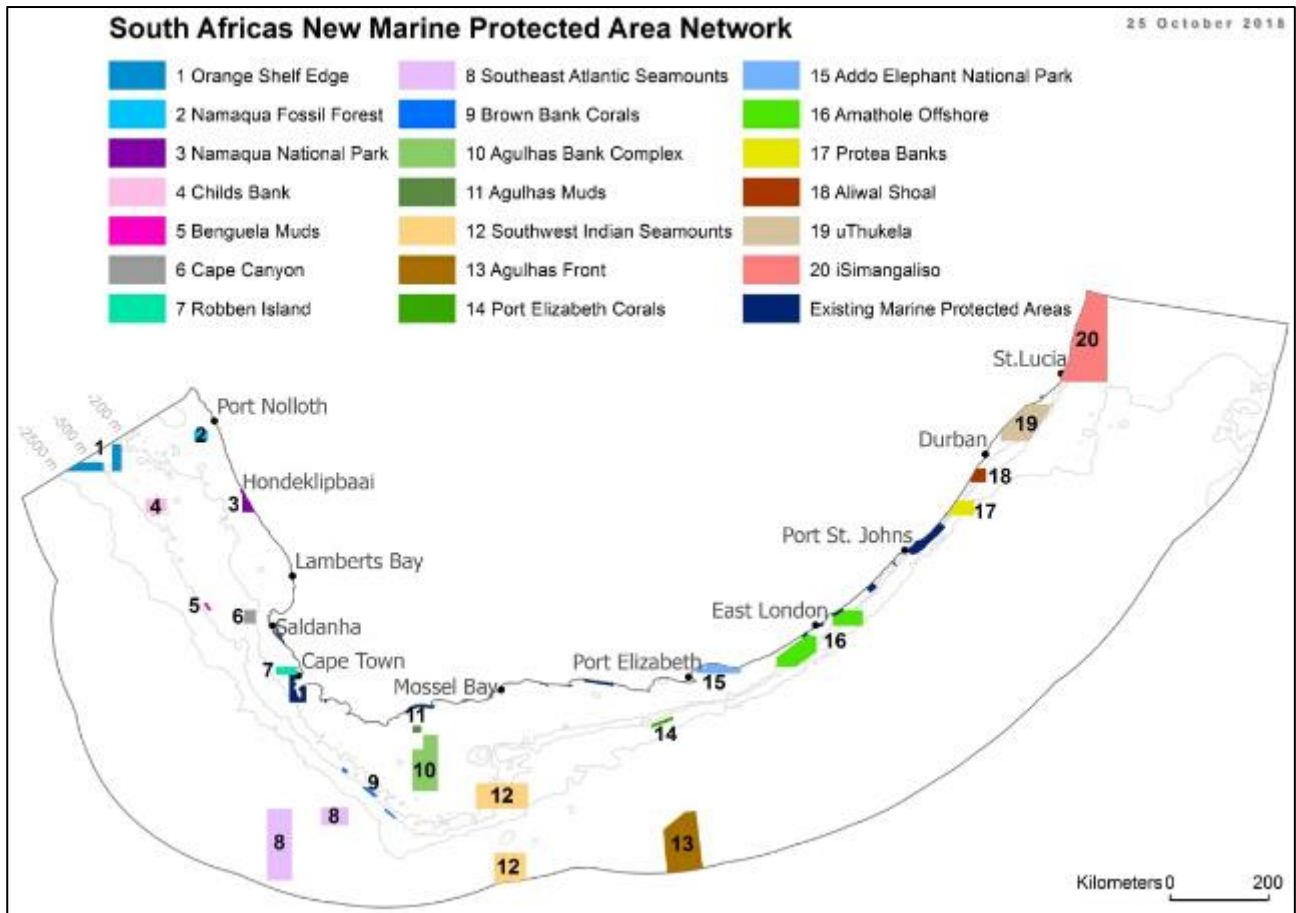 South Africas New Marine Protected Area Network
25 October 2018
1 Orange Shelf Edge
2 Namaqua Fossil Forest
3 Namaqua National Park
4 Childs Bank
5 Benguela Muds
6 Cape Canyon
7 Robben Island
8 Southeast Atlantic Seamounts
9 Brown Bank Corals
10 Agulhas Bank Complex
11 Agulhas Muds
12 Southwest Indian Seamounts
13 Agulhas Front
14 Port Elizabeth Corals
15 Addo Elephant National Park
16 Amathole Offshore
17 Protea Banks
18 Aliwal Shoal
19 uThukela
20 iSimangaliso
Existing Marine Protected Areas
20
St.Lucia
Port Nolloth
-200 m
-500 m
-2500 m
1
2
19
Durban
Hondeklipbaai
18
3
4
17
Port St. Johns
Lamberts Bay
5
6
East London
Saldanha
16
Cape Town
7
Port Elizabeth
15
Mossel Bay
11
14
10
9
12
8
8
13
12
Kilometers 0 200